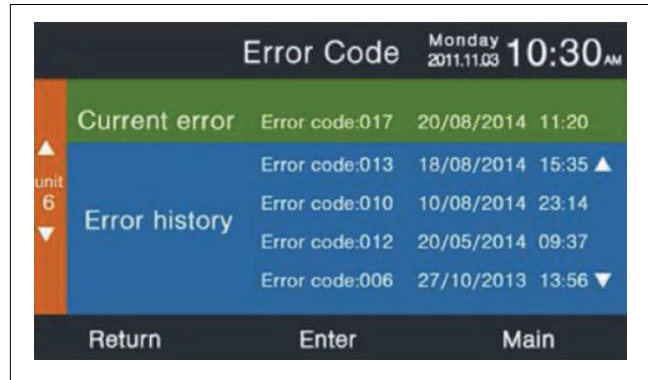 Error Code Monday 10:30 AM
2011.11.03
Current error Error code:017 20/08/2014 11:20
Error code:013 18/08/2014 15:35 ▲
unit
6
Error history
Error code:010 10/08/2014 23:14
Error code:012 20/05/2014 09:37
Error code:006 27/10/2013 13:56 ▼
Return Enter Main